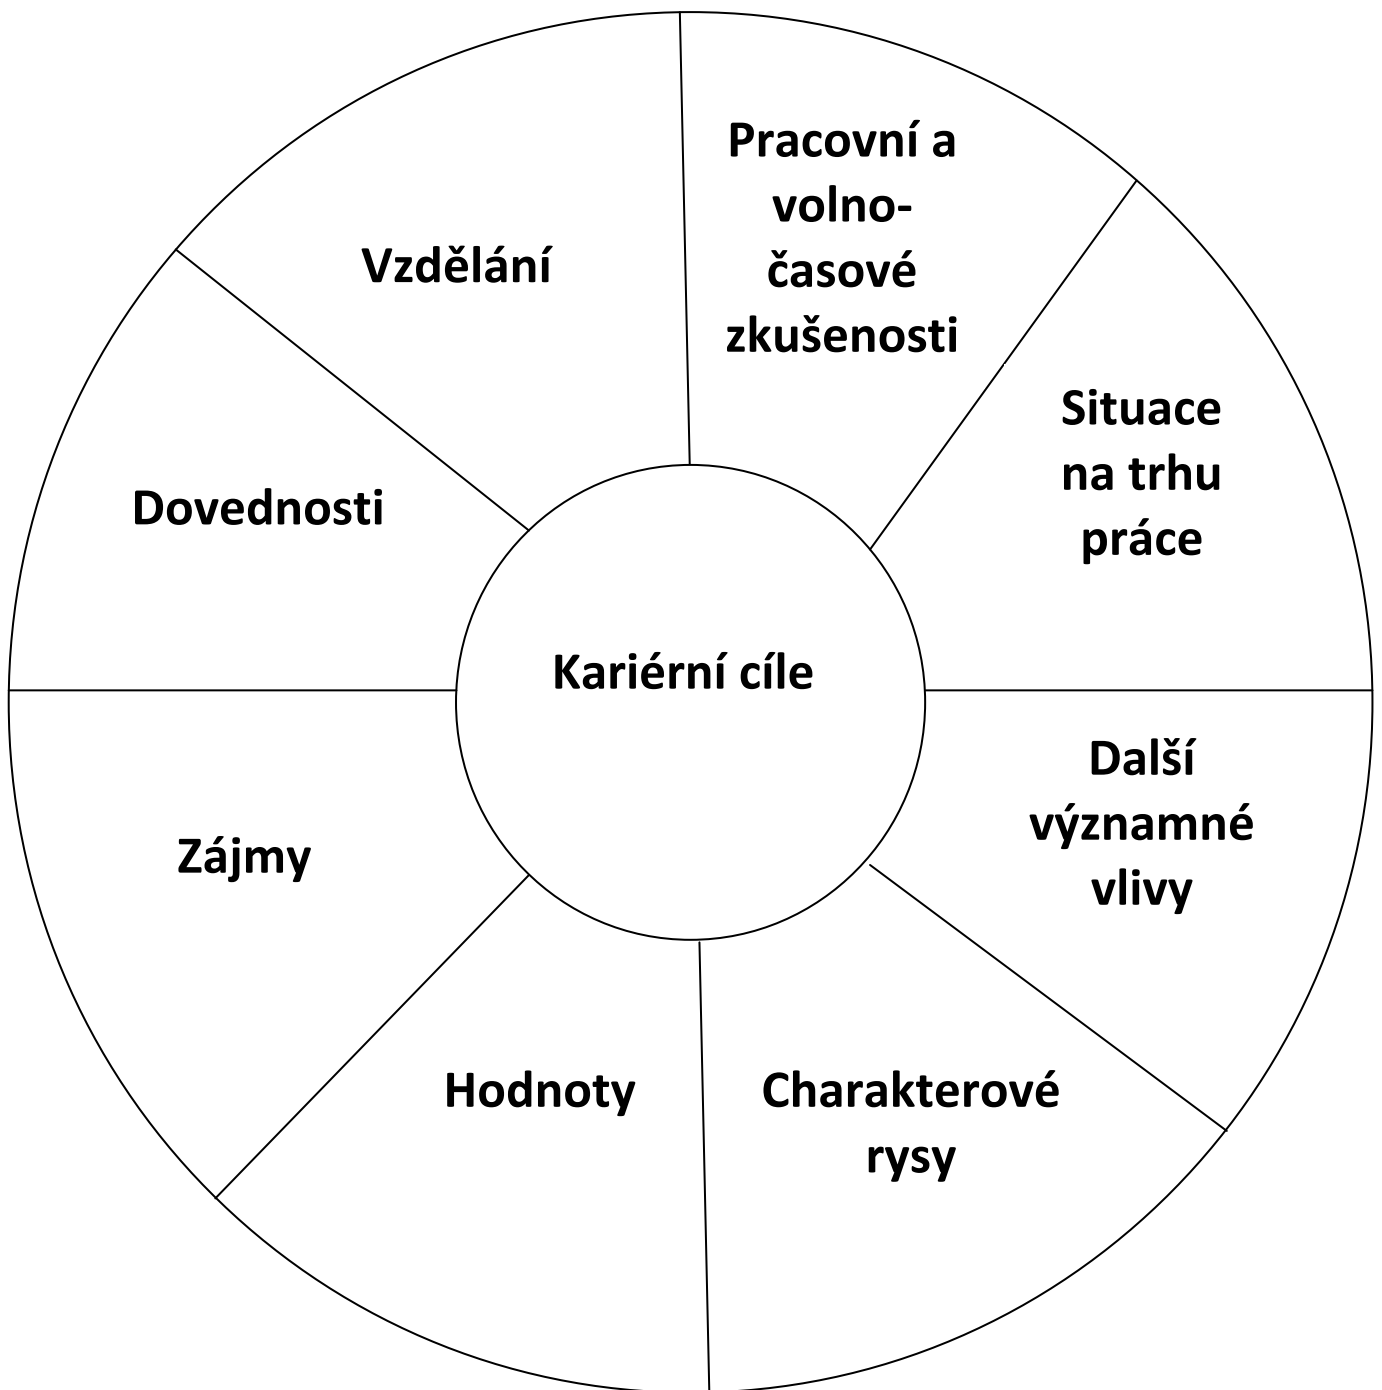 Pracovní a
volno-
časové
zkušenosti
Vzdělání
Situace
na trhu
práce
Dovednosti
Kariérní cíle
Další
významné
vlivy
Zájmy
Hodnoty
Charakterové
rysy